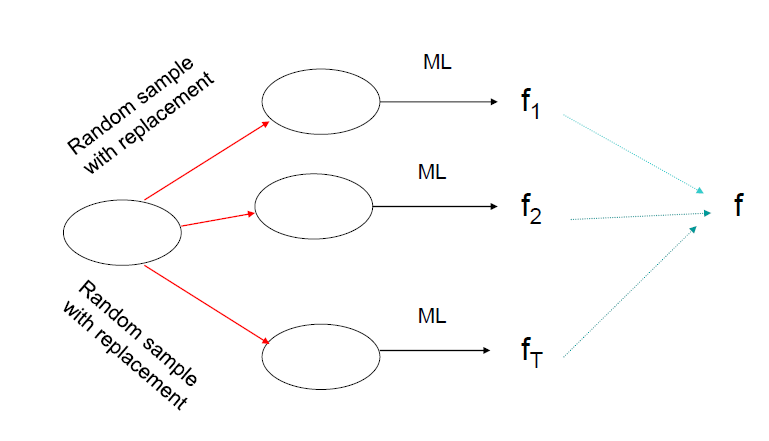 Random sample
with replacement
ML
f1
ML
f2
f
Random sample
with replacement
ML
fT